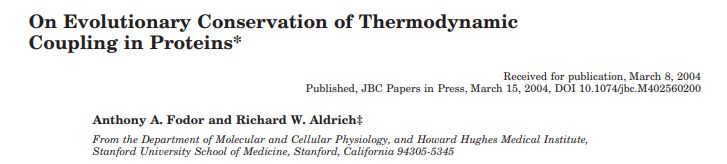 On Evolutionary Conservation of Thermodynamic
Coupling in Proteins*
Received for publication, March 8, 2004
Published, JBC Papers in Press, March 15, 2004, DOI 10.1074/jbc.M402560200
Anthony A. Fodor and Richard W. Aldrich‡
From the Department of Molecular and Cellular Physiology, and Howard Hughes Medical Institute,
Stanford University School of Medicine, Stanford, California 94305-5345